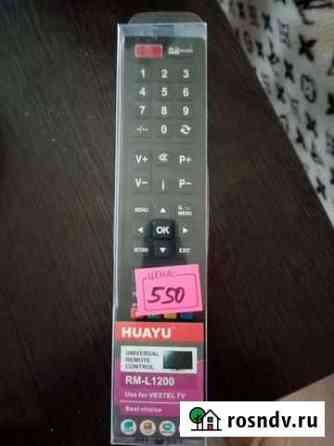 1 2 3
4 5 6
7 8 9
-/-- 0
V+ P+
V- i P-
MENU
MENU
OK
EXIT
ЦЕНА:
550
HUAYU
UNIVERSAL
REMOTE
CONTROL
RM-L1200
Use for VESTEL TV
Best choice
rosndv.ru